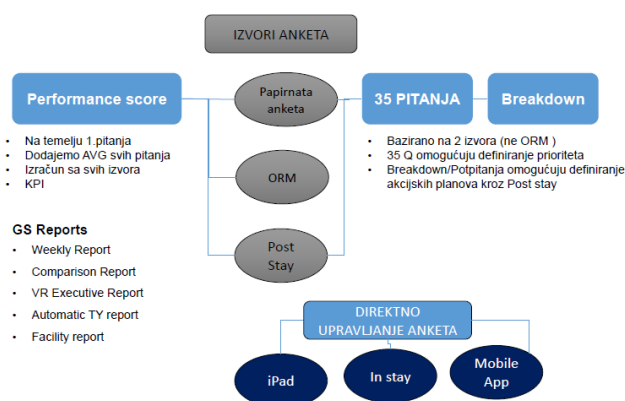 IZVORI ANKETA
Performance score
Papirnata
anketa
35 PITANJA
Breakdown
• Na temelju 1.pitanja
• Dodajemo AVG svih pitanja
• Izračun sa svih izvora
• KPI
ORM
• Bazirano na 2 izvora (ne ORM )
• 35 Q omogućuju definiranje prioriteta
• Breakdown/Potpitanja omogućuju definiranje
akcijskih planova kroz Post stay
GS Reports
• Weekly Report
• Comparison Report
• VR Executive Report
• Automatic TY report
• Facility report
Post
Stay
DIREKTNO
UPRAVLJANJE ANKETA
iPad
In stay
Mobile
App